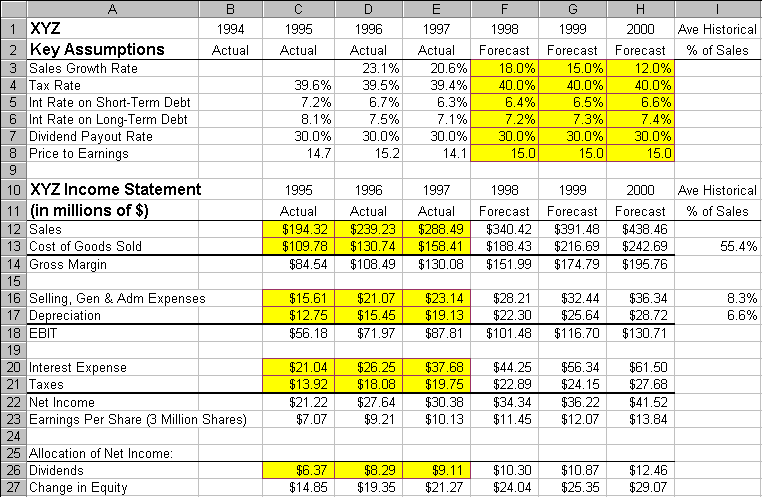 A B C D E F G H I
1 XYZ 1994 1995 1996 1997 1998 1999 2000 Ave Historical
2 Key Assumptions Actual Actual Actual Actual Forecast Forecast Forecast % of Sales
3 Sales Growth Rate 23.1% 20.6% 18.0% 15.0% 12.0%
4 Tax Rate 39.6% 39.5% 39.4% 40.0% 40.0% 40.0%
5 Int Rate on Short-Term Debt 7.2% 6.7% 6.3% 6.4% 6.5% 6.6%
6 Int Rate on Long-Term Debt 8.1% 7.5% 7.1% 7.2% 7.3% 7.4%
7 Dividend Payout Rate 30.0% 30.0% 30.0% 30.0% 30.0% 30.0%
8 Price to Earnings 14.7 15.2 14.1 15.0 15.0 15.0
9
10 XYZ Income Statement 1995 1996 1997 1998 1999 2000 Ave Historical
11 (in millions of $) Actual Actual Actual Forecast Forecast Forecast % of Sales
12 Sales $194.32 $239.23 $288.49 $340.42 $391.48 $438.46
13 Cost of Goods Sold $109.78 $130.74 $158.41 $188.43 $216.69 $242.69 55.4%
14 Gross Margin $84.54 $108.49 $130.08 $151.99 $174.79 $195.76
15
16 Selling, Gen & Adm Expenses $15.61 $21.07 $23.14 $28.21 $32.44 $36.34 8.3%
17 Depreciation $12.75 $15.45 $19.13 $22.30 $25.64 $28.72 6.6%
18 EBIT $56.18 $71.97 $87.81 $101.48 $116.70 $130.71
19
20 Interest Expense $21.04 $26.25 $37.68 $44.25 $56.34 $61.50
21 Taxes $13.92 $18.08 $19.75 $22.89 $24.15 $27.68
22 Net Income $21.22 $27.64 $30.38 $34.34 $36.22 $41.52
23 Earnings Per Share (3 Million Shares) $7.07 $9.21 $10.13 $11.45 $12.07 $13.84
24
25 Allocation of Net Income:
26 Dividends $6.37 $8.29 $9.11 $10.30 $10.87 $12.46
27 Change in Equity $14.85 $19.35 $21.27 $24.04 $25.35 $29.07